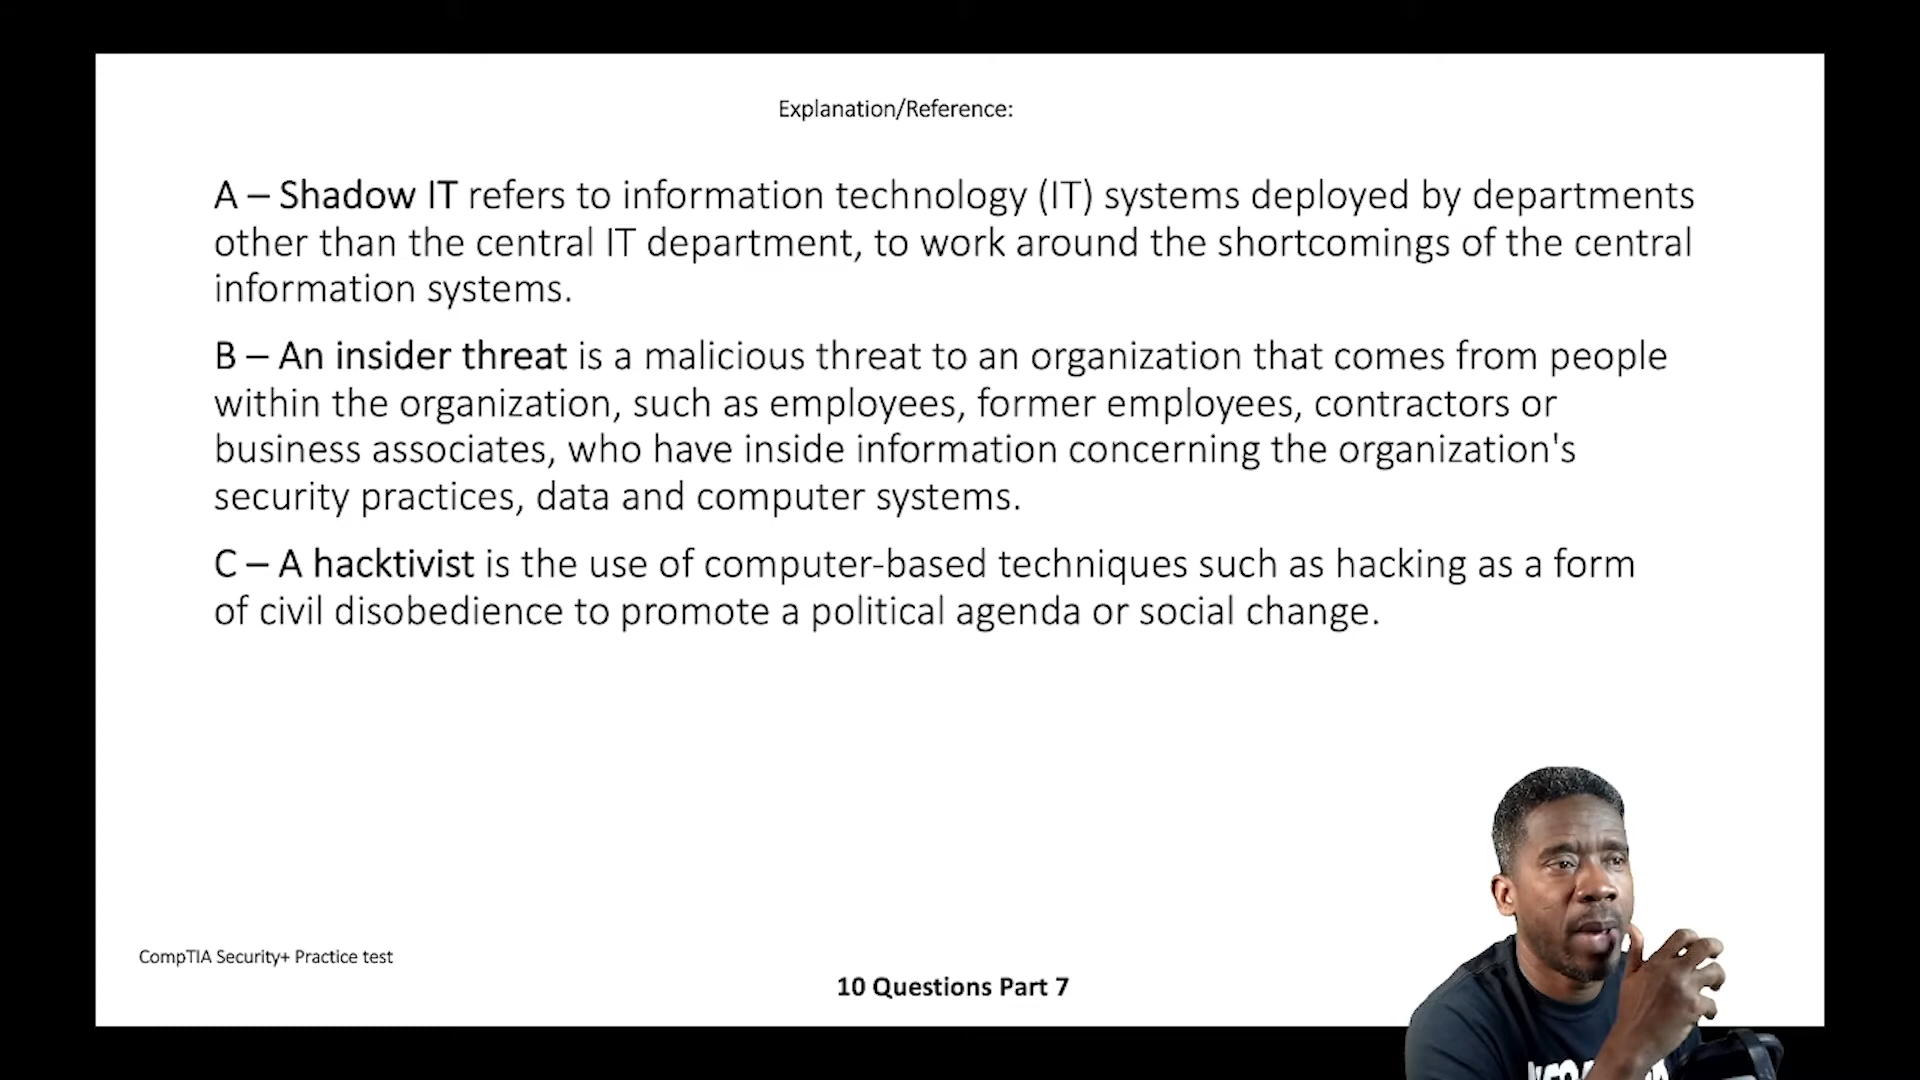 Explanation/Reference:
A – Shadow IT refers to information technology (IT) systems deployed by departments
other than the central IT department, to work around the shortcomings of the central
information systems.
B – An insider threat is a malicious threat to an organization that comes from people
within the organization, such as employees, former employees, contractors or
business associates, who have inside information concerning the organization's
security practices, data and computer systems.
C – A hacktivist is the use of computer-based techniques such as hacking as a form
of civil disobedience to promote a political agenda or social change.
CompTIA Security+ Practice test
10 Questions Part 7